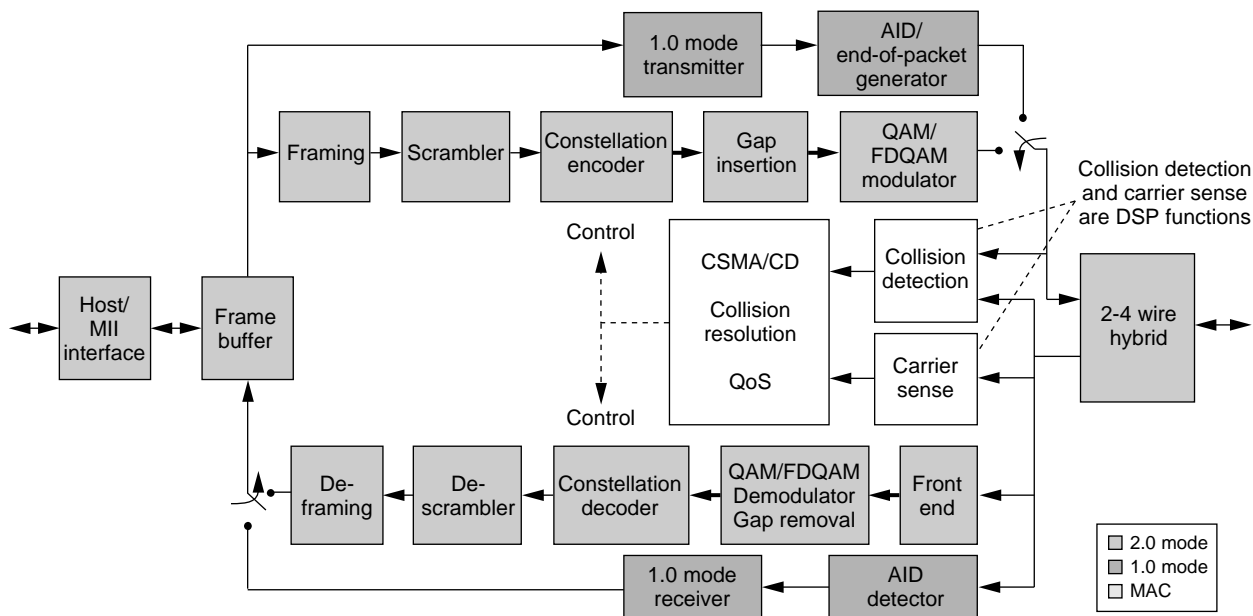 1.0 mode
transmitter
AID/
end-of-packet
generator
Framing
Scrambler
Constellation
encoder
Gap
insertion
QAM/
FDQAM
modulator
Collision detection
and carrier sense
are DSP functions
Control
CSMA/CD
Collision
resolution
QoS
Collision
detection
Host/
MII
interface
Frame
buffer
2-4 wire
hybrid
Carrier
sense
Control
De-
framing
De-
scrambler
Constellation
decoder
QAM/FDQAM
Demodulator
Gap removal
Front
end
1.0 mode
receiver
AID
detector
2.0 mode
1.0 mode
MAC